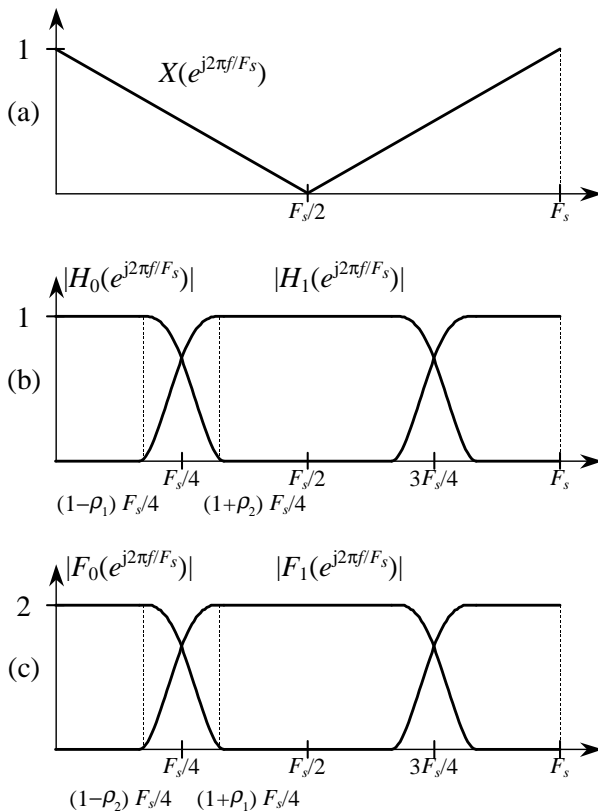 1
X(e^{j2πf/F_s})
(a)
F_s/2
F_s
|H_0(e^{j2πf/F_s})|
|H_1(e^{j2πf/F_s})|
1
(b)
F_s/4
F_s/2
3F_s/4
F_s
(1−ρ_1) F_s/4
(1+ρ_2) F_s/4
|F_0(e^{j2πf/F_s})|
|F_1(e^{j2πf/F_s})|
2
(c)
F_s/4
F_s/2
3F_s/4
F_s
(1−ρ_2) F_s/4
(1+ρ_1) F_s/4